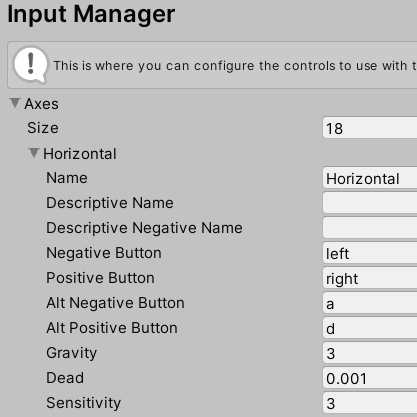 Input Manager
This is where you can configure the controls to use with
Axes
Size 18
Horizontal
Name Horizontal
Descriptive Name
Descriptive Negative Name
Negative Button left
Positive Button right
Alt Negative Button a
Alt Positive Button d
Gravity 3
Dead 0.001
Sensitivity 3